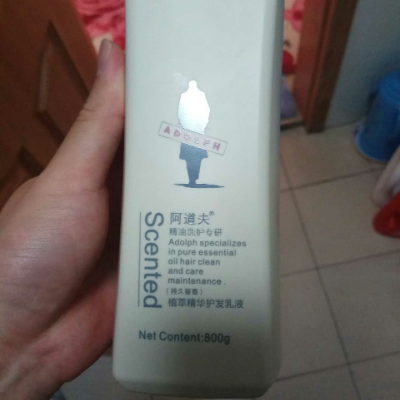 ADOLPH
Scented
阿道夫®
精油洗护专研
Adolph specializes
in pure essential
oil hair clean
and care
maintenance.
(持久留香)
植萃精华护发乳液
Net Content:800g